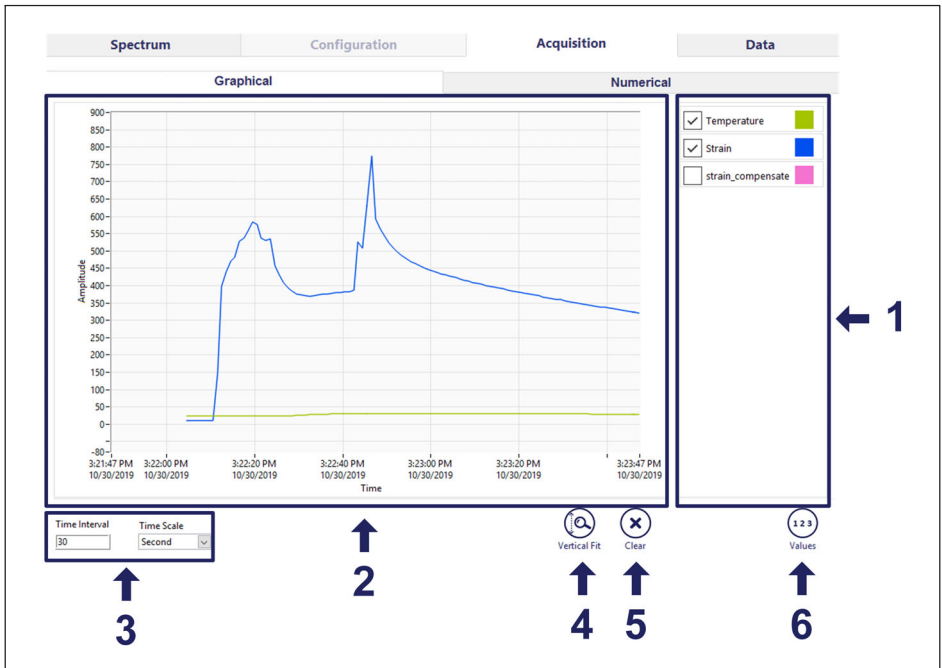 Spectrum Configuration Acquisition Data
Graphical Numerical
900
850
800
750
700
650
600
550
500
450
400
350
300
250
200
150
100
50
0
-80
Amplitude
3:21:47 PM 3:22:00 PM 3:22:20 PM 3:22:40 PM 3:23:00 PM 3:23:20 PM 3:23:47 PM
10/30/2019 10/30/2019 10/30/2019 10/30/2019 10/30/2019 10/30/2019 10/30/2019
Time
Temperature
Strain
strain_compensate
1
Time Interval Time Scale
30 Second
Vertical Fit Clear
1 2 3
Values
2
3
4 5 6